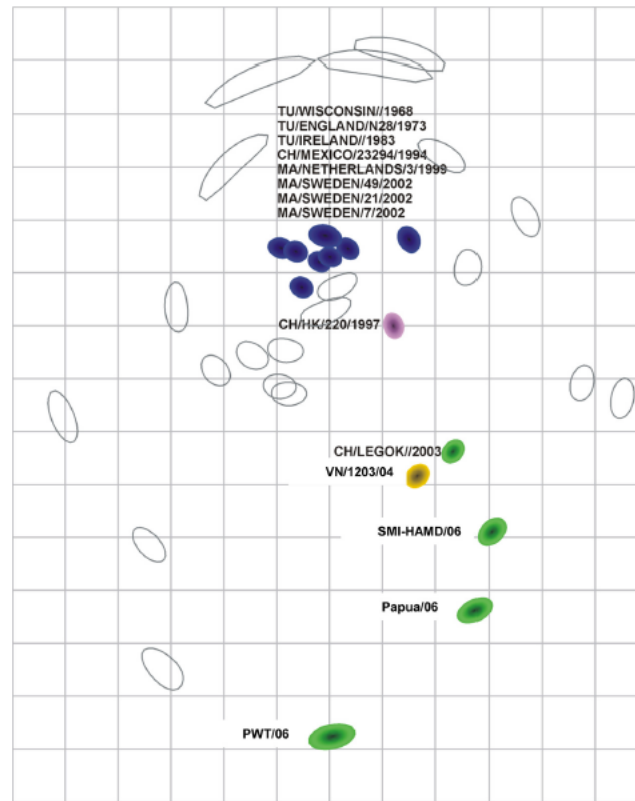 TU/WISCONSIN//1968
TU/ENGLAND/N28/1973
TU/IRELAND//1983
CH/MEXICO/23294/1994
MA/NETHERLANDS/3/1999
MA/SWEDEN/49/2002
MA/SWEDEN/21/2002
MA/SWEDEN/7/2002
CH/HK/220/1997
CH/LEGOK//2003
VN/1203/04
SMI-HAMD/06
Papua/06
PWT/06